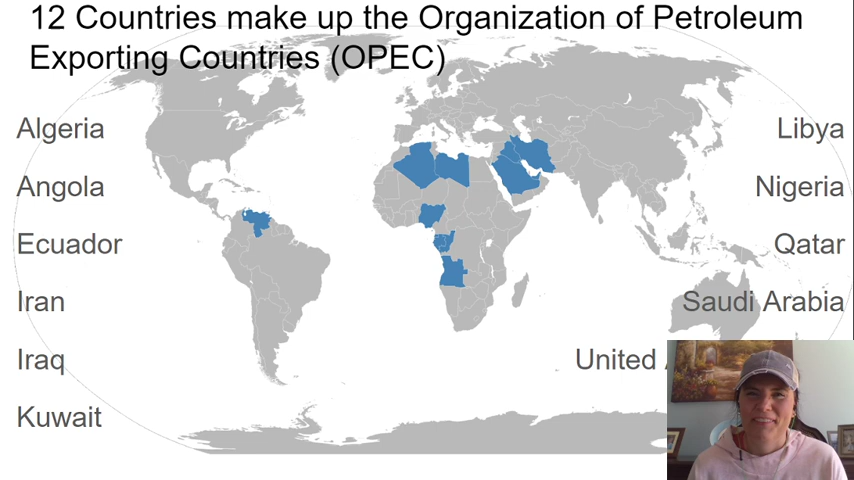 12 Countries make up the Organization of Petroleum
Exporting Countries (OPEC)
Algeria
Angola
Ecuador
Iran
Iraq
Kuwait
Libya
Nigeria
Qatar
Saudi Arabia
United